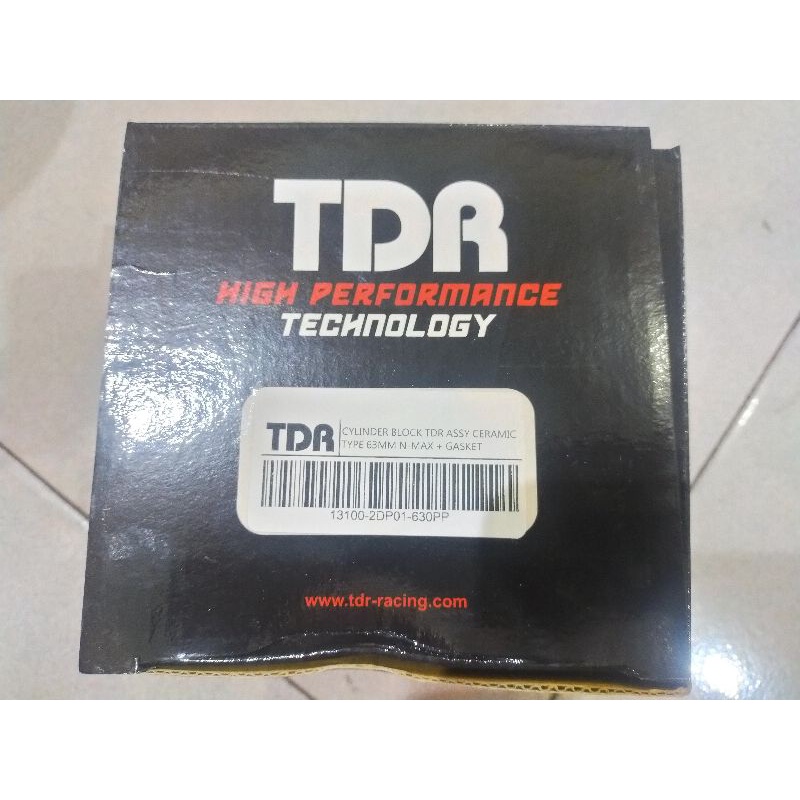 TDR
HIGH PERFORMANCE
TECHNOLOGY
TDR
CYLINDER BLOCK TDR ASSY CERAMIC
TYPE 63MM N-MAX + GASKET
13100-2DP01-630PP
www.tdr-racing.com